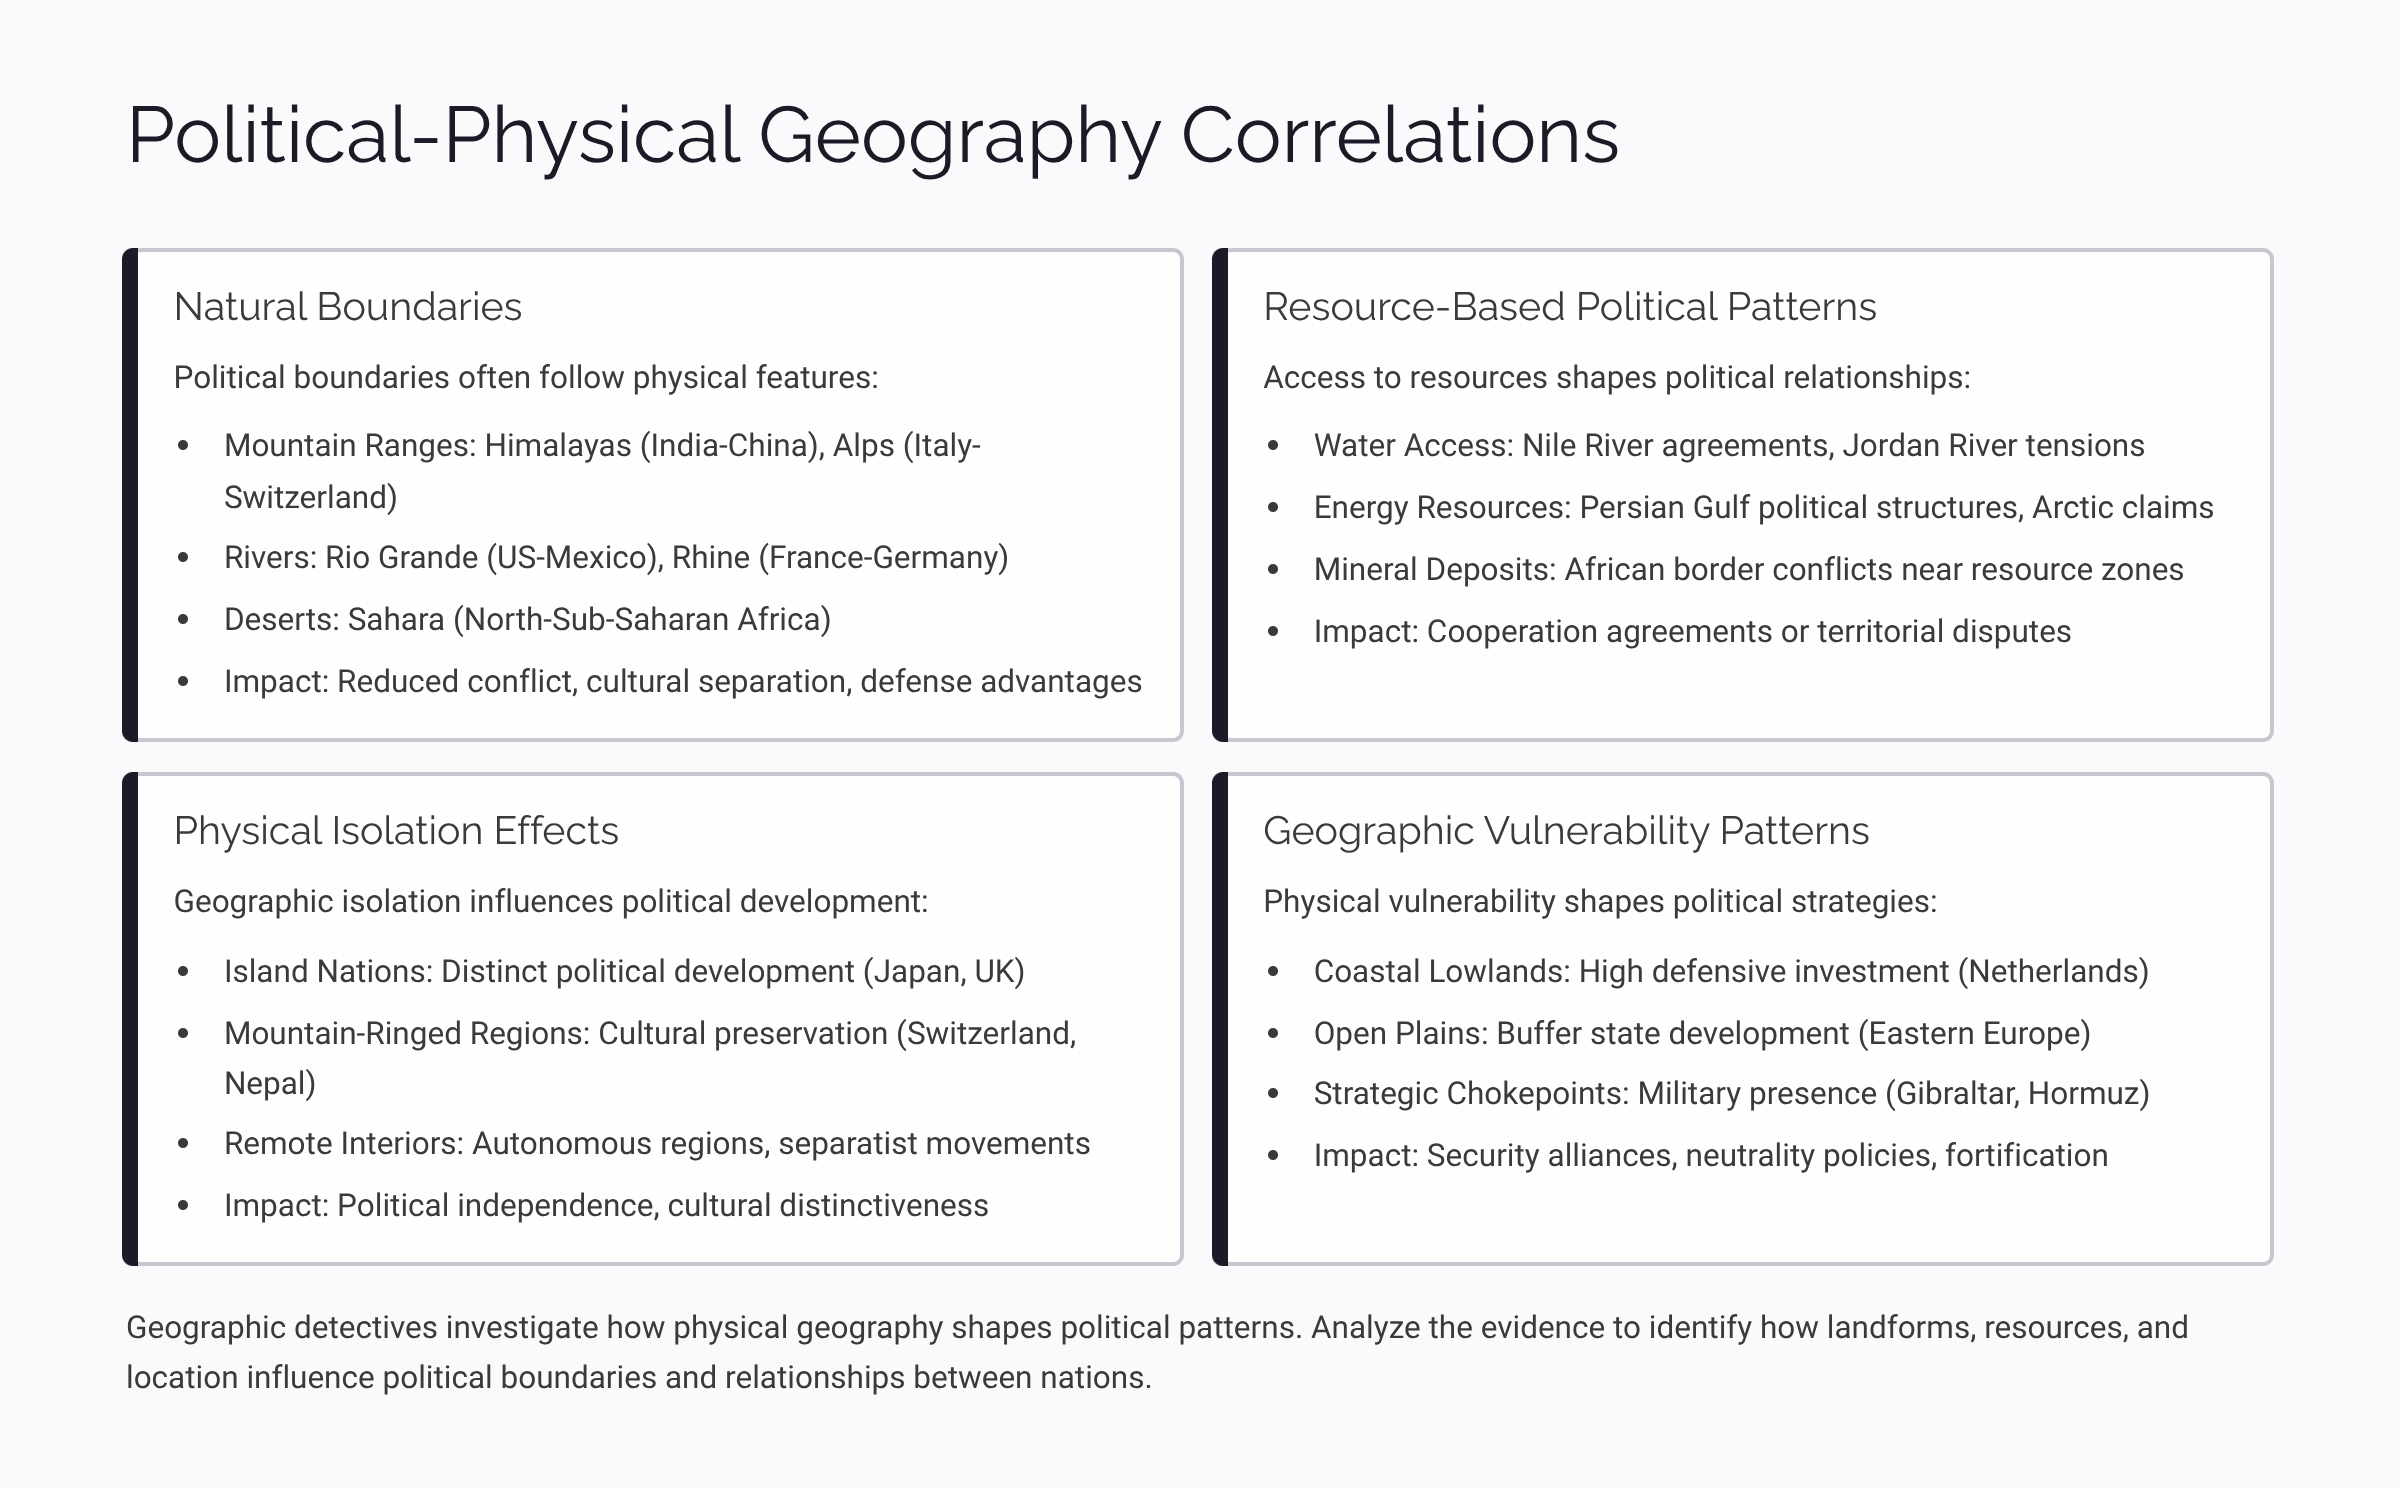 Political-Physical Geography Correlations
Natural Boundaries
Political boundaries often follow physical features:
• Mountain Ranges: Himalayas (India-China), Alps (Italy-
Switzerland)
• Rivers: Rio Grande (US-Mexico), Rhine (France-Germany)
• Deserts: Sahara (North-Sub-Saharan Africa)
• Impact: Reduced conflict, cultural separation, defense advantages
Resource-Based Political Patterns
Access to resources shapes political relationships:
• Water Access: Nile River agreements, Jordan River tensions
• Energy Resources: Persian Gulf political structures, Arctic claims
• Mineral Deposits: African border conflicts near resource zones
• Impact: Cooperation agreements or territorial disputes
Physical Isolation Effects
Geographic isolation influences political development:
• Island Nations: Distinct political development (Japan, UK)
• Mountain-Ringed Regions: Cultural preservation (Switzerland,
Nepal)
• Remote Interiors: Autonomous regions, separatist movements
• Impact: Political independence, cultural distinctiveness
Geographic Vulnerability Patterns
Physical vulnerability shapes political strategies:
• Coastal Lowlands: High defensive investment (Netherlands)
• Open Plains: Buffer state development (Eastern Europe)
• Strategic Chokepoints: Military presence (Gibraltar, Hormuz)
• Impact: Security alliances, neutrality policies, fortification
Geographic detectives investigate how physical geography shapes political patterns. Analyze the evidence to identify how landforms, resources, and
location influence political boundaries and relationships between nations.